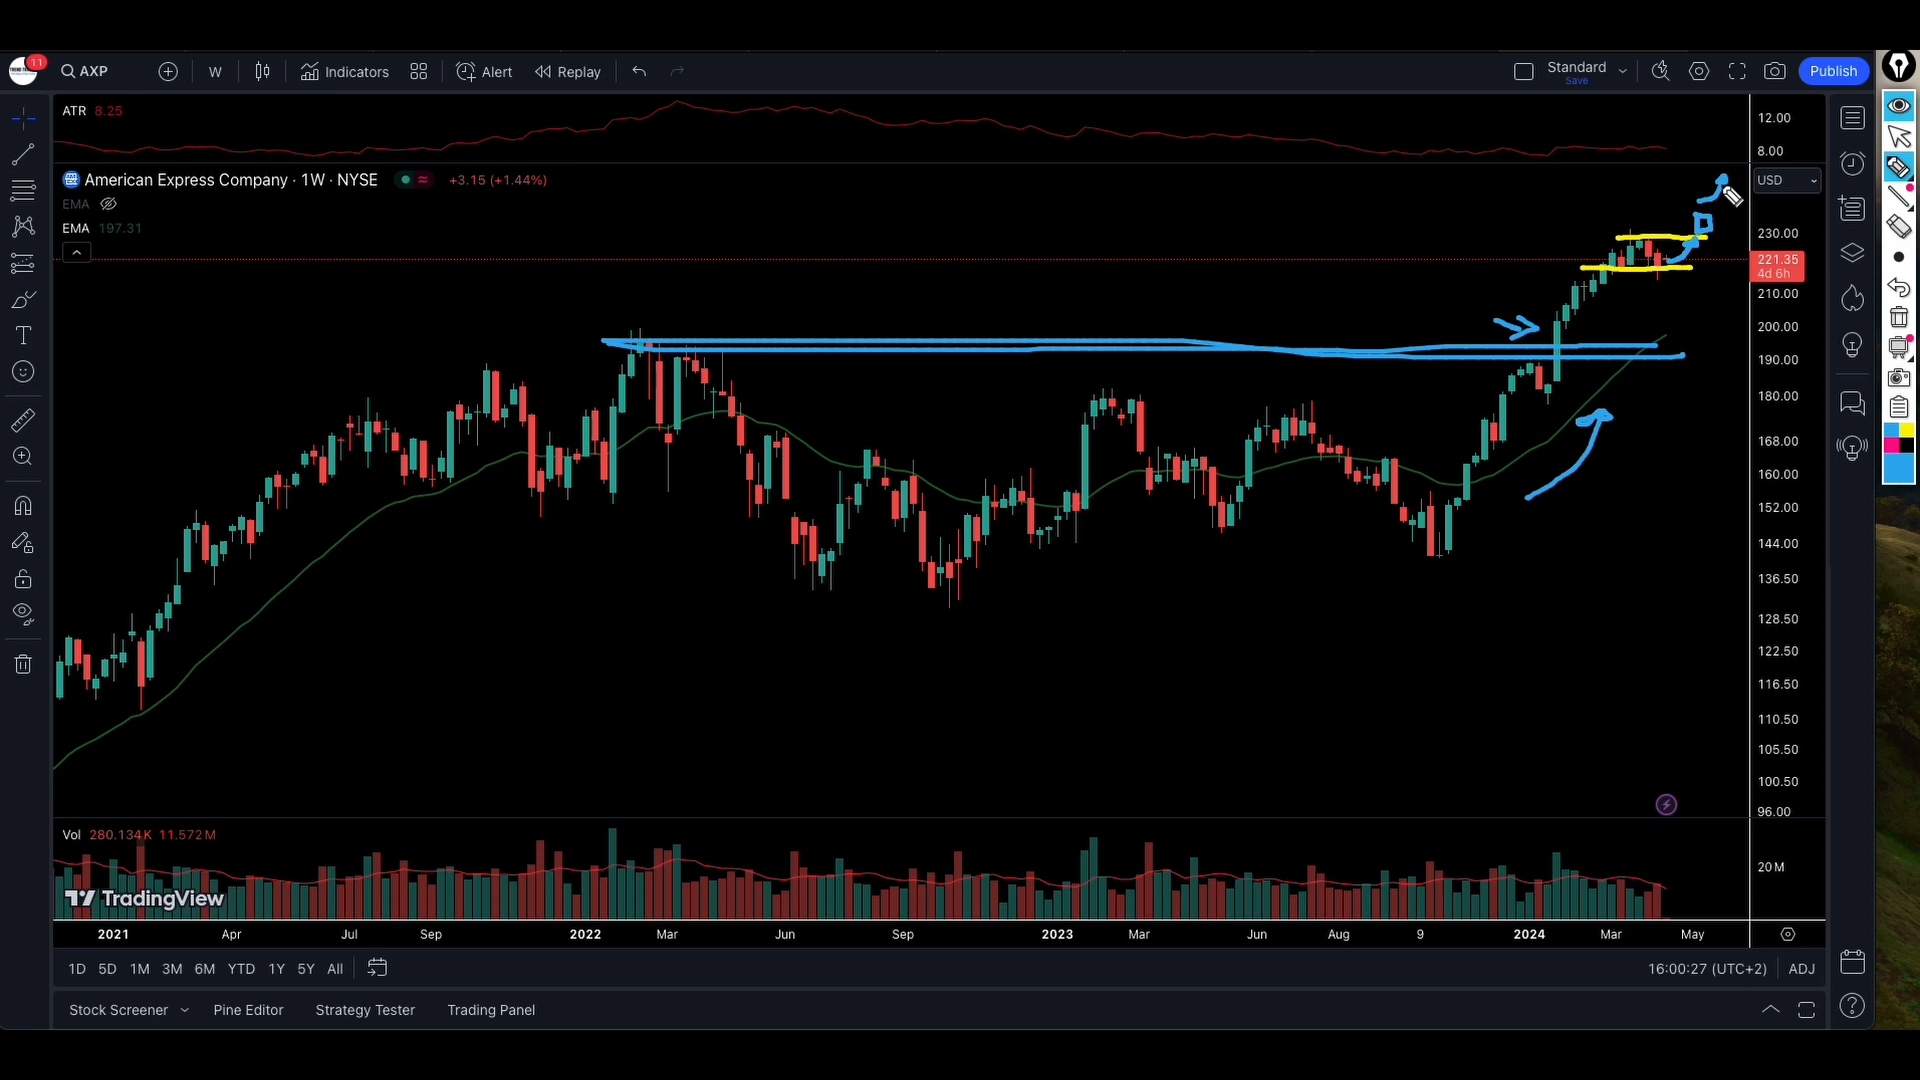 11
AXP
W
Indicators
Alert
Replay
Standard
Save
Publish
ATR 8.25
12.00
8.00
American Express Company · 1W · NYSE
+3.15 (+1.44%)
USD
EMA
EMA 197.31
230.00
221.35
4d 6h
210.00
200.00
190.00
180.00
168.00
160.00
152.00
144.00
136.50
128.50
122.50
116.50
110.50
105.50
100.50
96.00
Vol 280.134K 11.572M
20M
TradingView
2021 Apr Jul Sep 2022 Mar Jun Sep 2023 Mar Jun Aug 9 2024 Mar May
1D 5D 1M 3M 6M YTD 1Y 5Y All
16:00:27 (UTC+2) ADJ
Stock Screener Pine Editor Strategy Tester Trading Panel